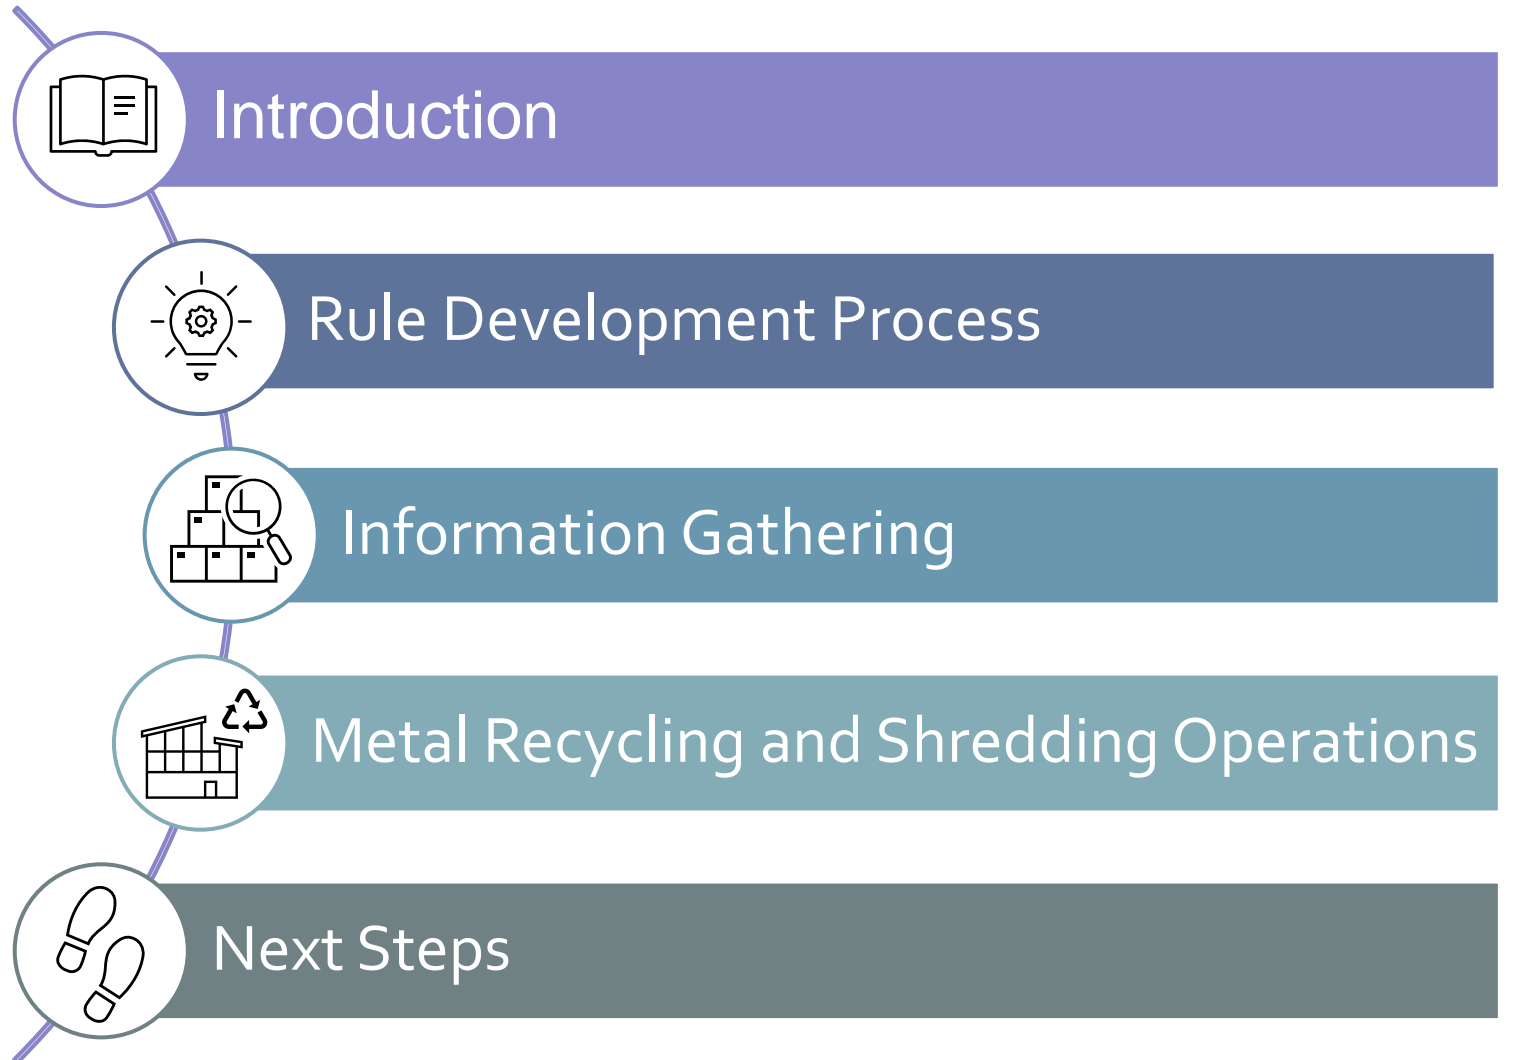 Introduction
Rule Development Process
Information Gathering
Metal Recycling and Shredding Operations
Next Steps